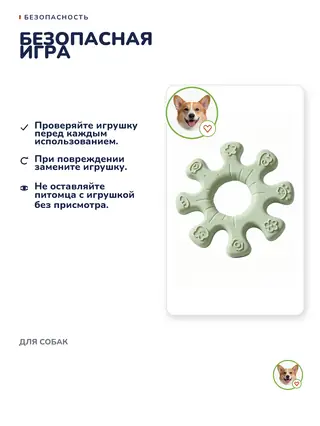 БЕЗОПАСНОСТЬ
БЕЗОПАСНАЯ
ИГРА
Проверяйте игрушку
перед каждым
использованием.
При повреждении
замените игрушку.
Не оставляйте
питомца с игрушкой
без присмотра.
ДЛЯ СОБАК